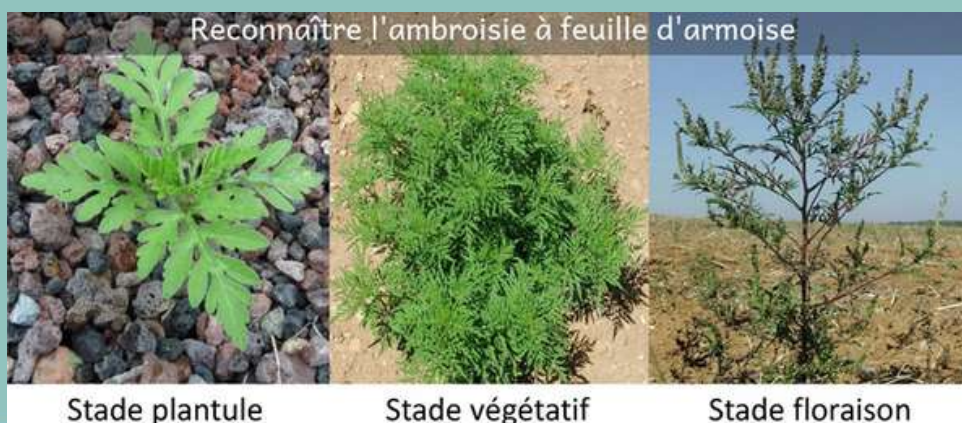 Reconnaître l'ambroisie à feuille d'armoise
Stade plantule
Stade végétatif
Stade floraison